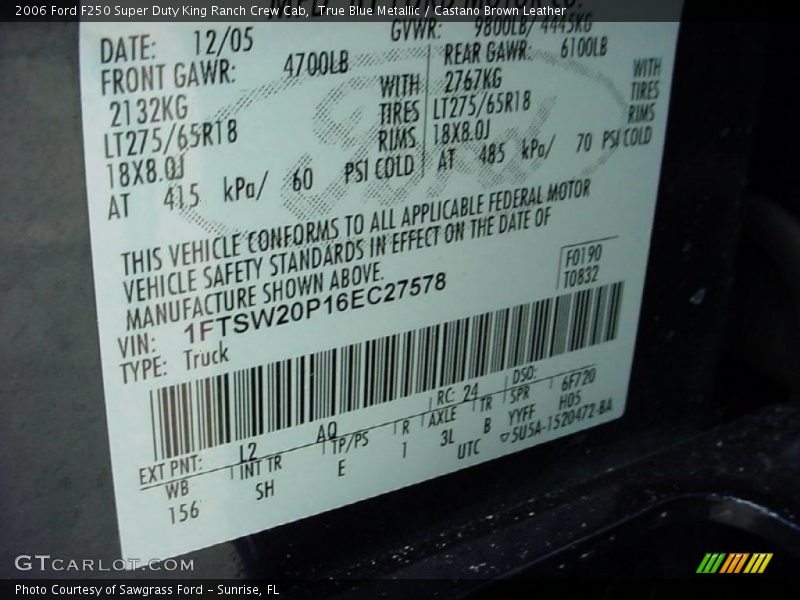 2006 Ford F250 Super Duty King Ranch Crew Cab, True Blue Metallic / Castano Brown Leather
DATE: 12/05 GVWR: 9800LB/ 4445KG
FRONT GAWR: 4700LB REAR GAWR: 6100LB
2132KG WITH 2767KG WITH
LT275/65R18 TIRES LT275/65R18 TIRES
18X8.0J RIMS 18X8.0J RIMS
AT 415 kPa/ 60 PSI COLD AT 485 kPa/ 70 PSI COLD
THIS VEHICLE CONFORMS TO ALL APPLICABLE FEDERAL MOTOR
VEHICLE SAFETY STANDARDS IN EFFECT ON THE DATE OF
MANUFACTURE SHOWN ABOVE.
F0190
T0832
VIN: 1FTSW20P16EC27578
TYPE: Truck
EXT PNT: L2 AQ RC: 24 DSO:
WB INT TR TP/PS R AXLE TR SPR 6F720
156 SH E 1 3L B YYFF H05
UTC ▽5U5A-1520472-BA
GTCARLOT.COM
Photo Courtesy of Sawgrass Ford - Sunrise, FL